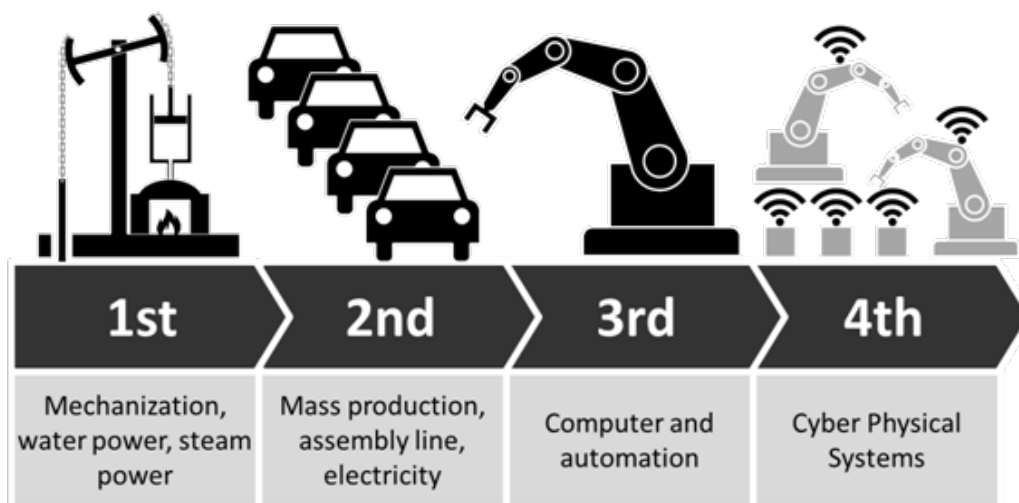 1st
2nd
3rd
4th
Mechanization,
water power, steam
power
Mass production,
assembly line,
electricity
Computer and
automation
Cyber Physical
Systems